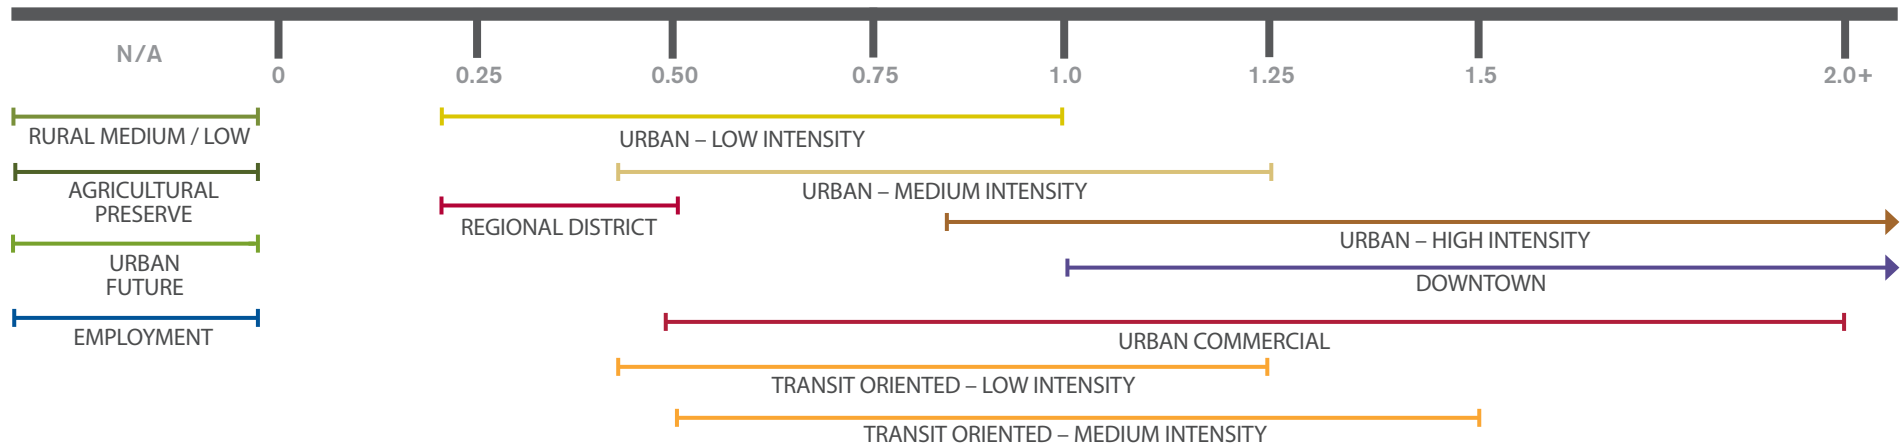 N/A
0
0.25
0.50
0.75
1.0
1.25
1.5
2.0+
RURAL MEDIUM / LOW
URBAN – LOW INTENSITY
AGRICULTURAL
PRESERVE
URBAN – MEDIUM INTENSITY
REGIONAL DISTRICT
URBAN – HIGH INTENSITY
URBAN
FUTURE
DOWNTOWN
EMPLOYMENT
URBAN COMMERCIAL
TRANSIT ORIENTED – LOW INTENSITY
TRANSIT ORIENTED – MEDIUM INTENSITY